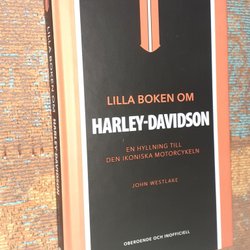 LILLA BOKEN OM
HARLEY-DAVIDSON
EN HYLLNING TILL
DEN IKONISKA MOTORCYKELN
JOHN WESTLAKE
OBEROENDE OCH INOFFICIELL
LILLA BOKEN OM HARLEY-DAVIDSON